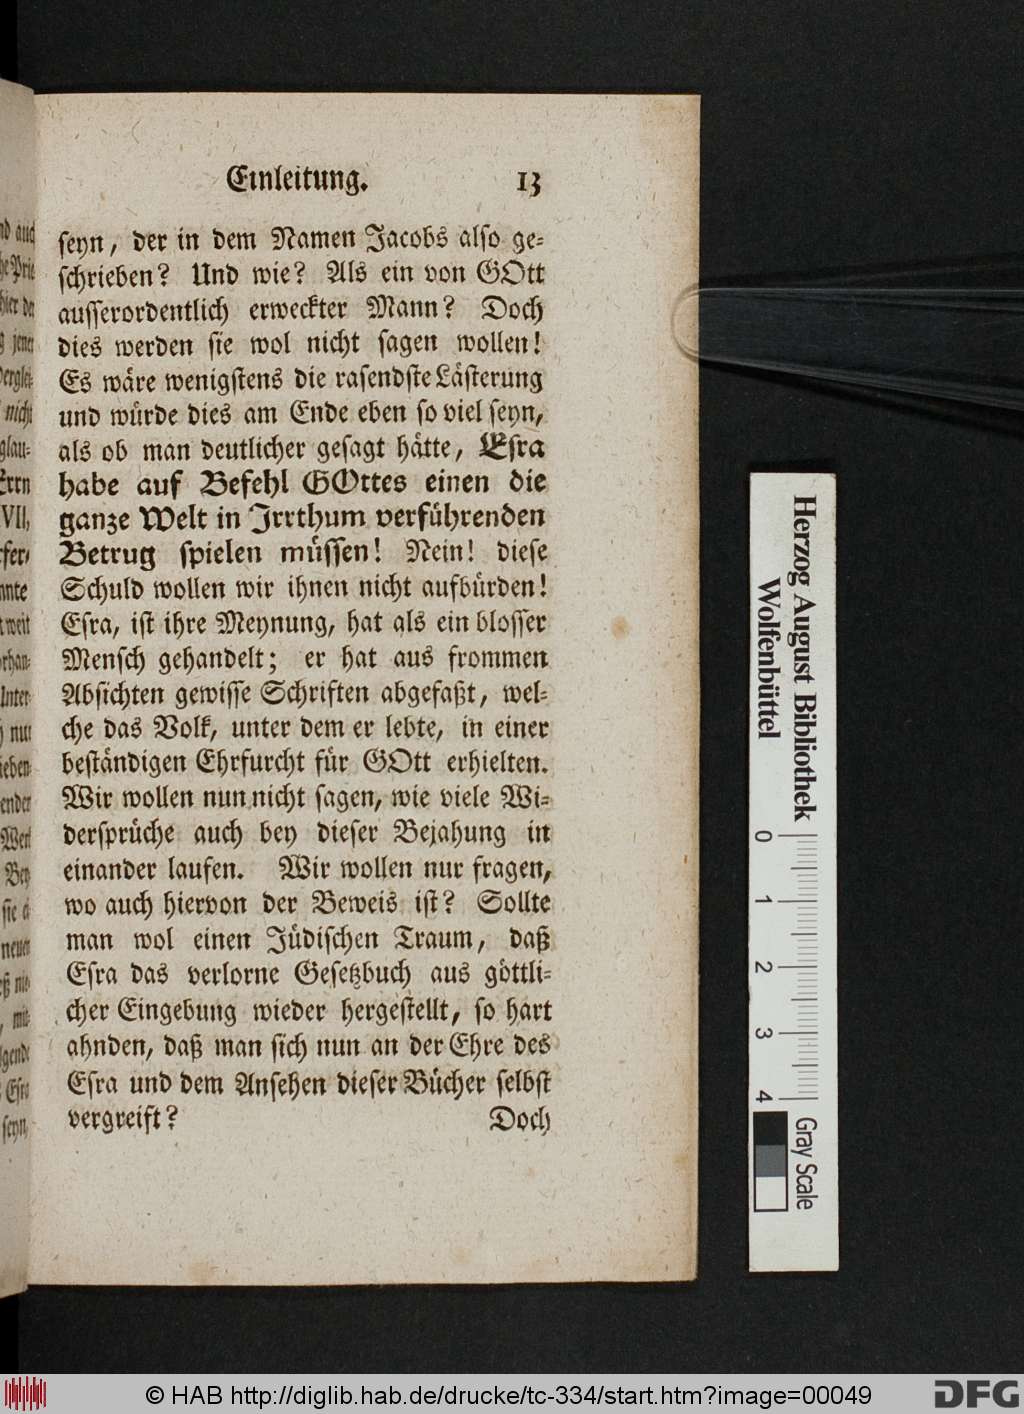 Einleitung. 13
seyn, der in dem Namen Jacobs also ge-
schrieben? Und wie? Als ein von GOtt
ausserordentlich erweckter Mann? Doch
dies werden sie wol nicht sagen wollen!
Es wäre wenigstens die rasendste Lästerung
und würde dies am Ende eben so viel seyn,
als ob man deutlicher gesagt hätte, Esra
habe auf Befehl GOttes einen die
ganze Welt in Irrthum verführenden
Betrug spielen müssen! Nein! diese
Schuld wollen wir ihnen nicht aufbürden!
Esra, ist ihre Meynung, hat als ein blosser
Mensch gehandelt; er hat aus frommen
Absichten gewisse Schriften abgefaßt, wel-
che das Volk, unter dem er lebte, in einer
beständigen Ehrfurcht für GOtt erhielten.
Wir wollen nun nicht sagen, wie viele Wi-
dersprüche auch bey dieser Bejahung in
einander laufen. Wir wollen nur fragen,
wo auch hiervon der Beweis ist? Sollte
man wol einen Jüdischen Traum, daß
Esra das verlorne Gesetzbuch aus göttli-
cher Eingebung wieder hergestellt, so hart
ahnden, daß man sich nun an der Ehre des
Esra und dem Ansehen dieser Bücher selbst
vergreift? Doch
Herzog August Bibliothek
Wolfenbüttel
0 1 2 3 4
Gray Scale
© HAB http://diglib.hab.de/drucke/tc-334/start.htm?image=00049
DFG